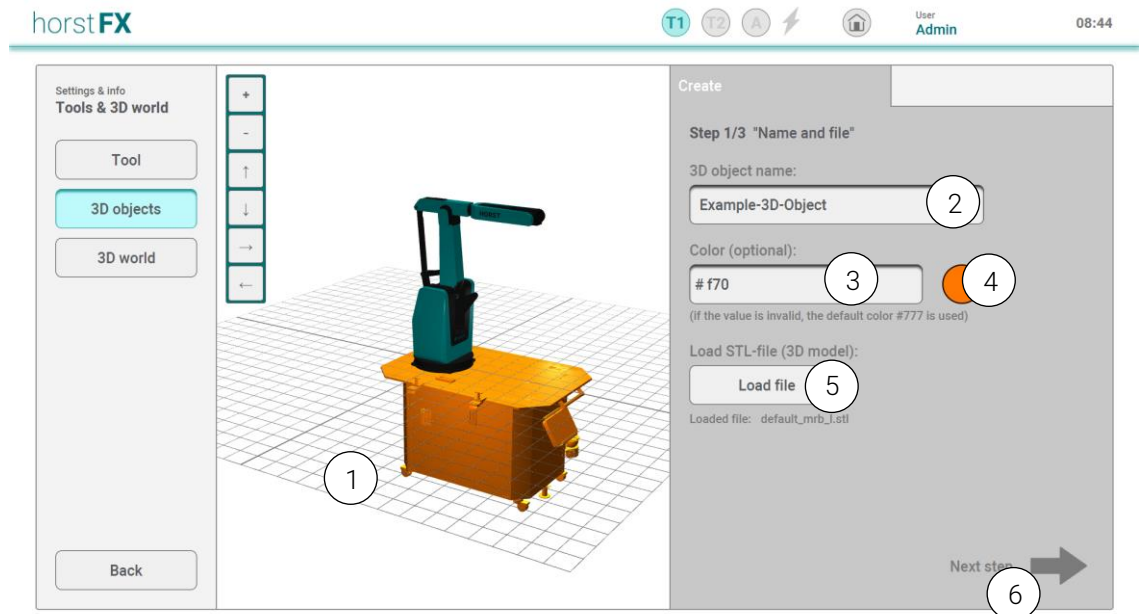 horstFX
T1 T2 A
User
Admin
08:44
Settings & info
Tools & 3D world
Tool
3D objects
3D world
Back
+
-
↑
↓
→
←
HORST
1
Create
Step 1/3 "Name and file"
3D object name:
Example-3D-Object
2
Color (optional):
# f70
3
4
(if the value is invalid, the default color #777 is used)
Load STL-file (3D model):
Load file
5
Loaded file: default_mrb_l.stl
Next step
6